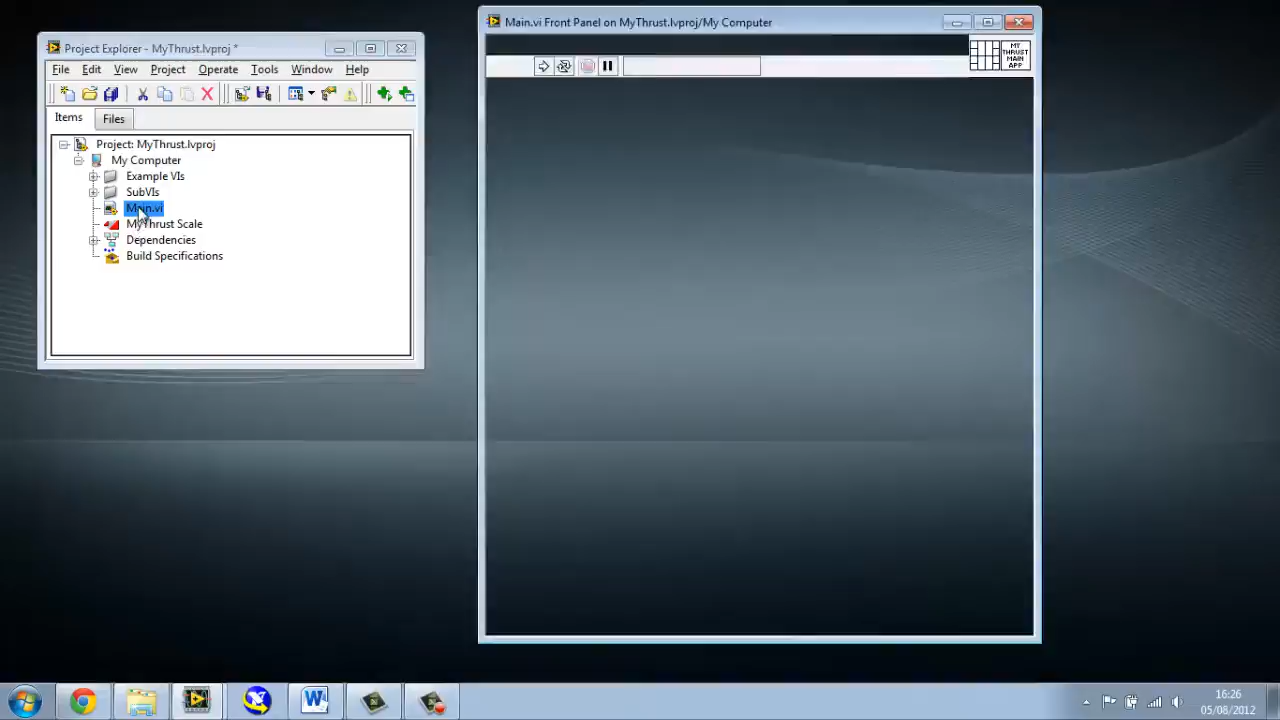 Project Explorer - MyThrust.lvproj *
File Edit View Project Operate Tools Window Help
Items Files
Project: MyThrust.lvproj
My Computer
Example VIs
SubVIs
Main.vi
MyThrust Scale
Dependencies
Build Specifications
Main.vi Front Panel on MyThrust.lvproj/My Computer
MY
THRUST
MAIN
APP
16:26
05/08/2012